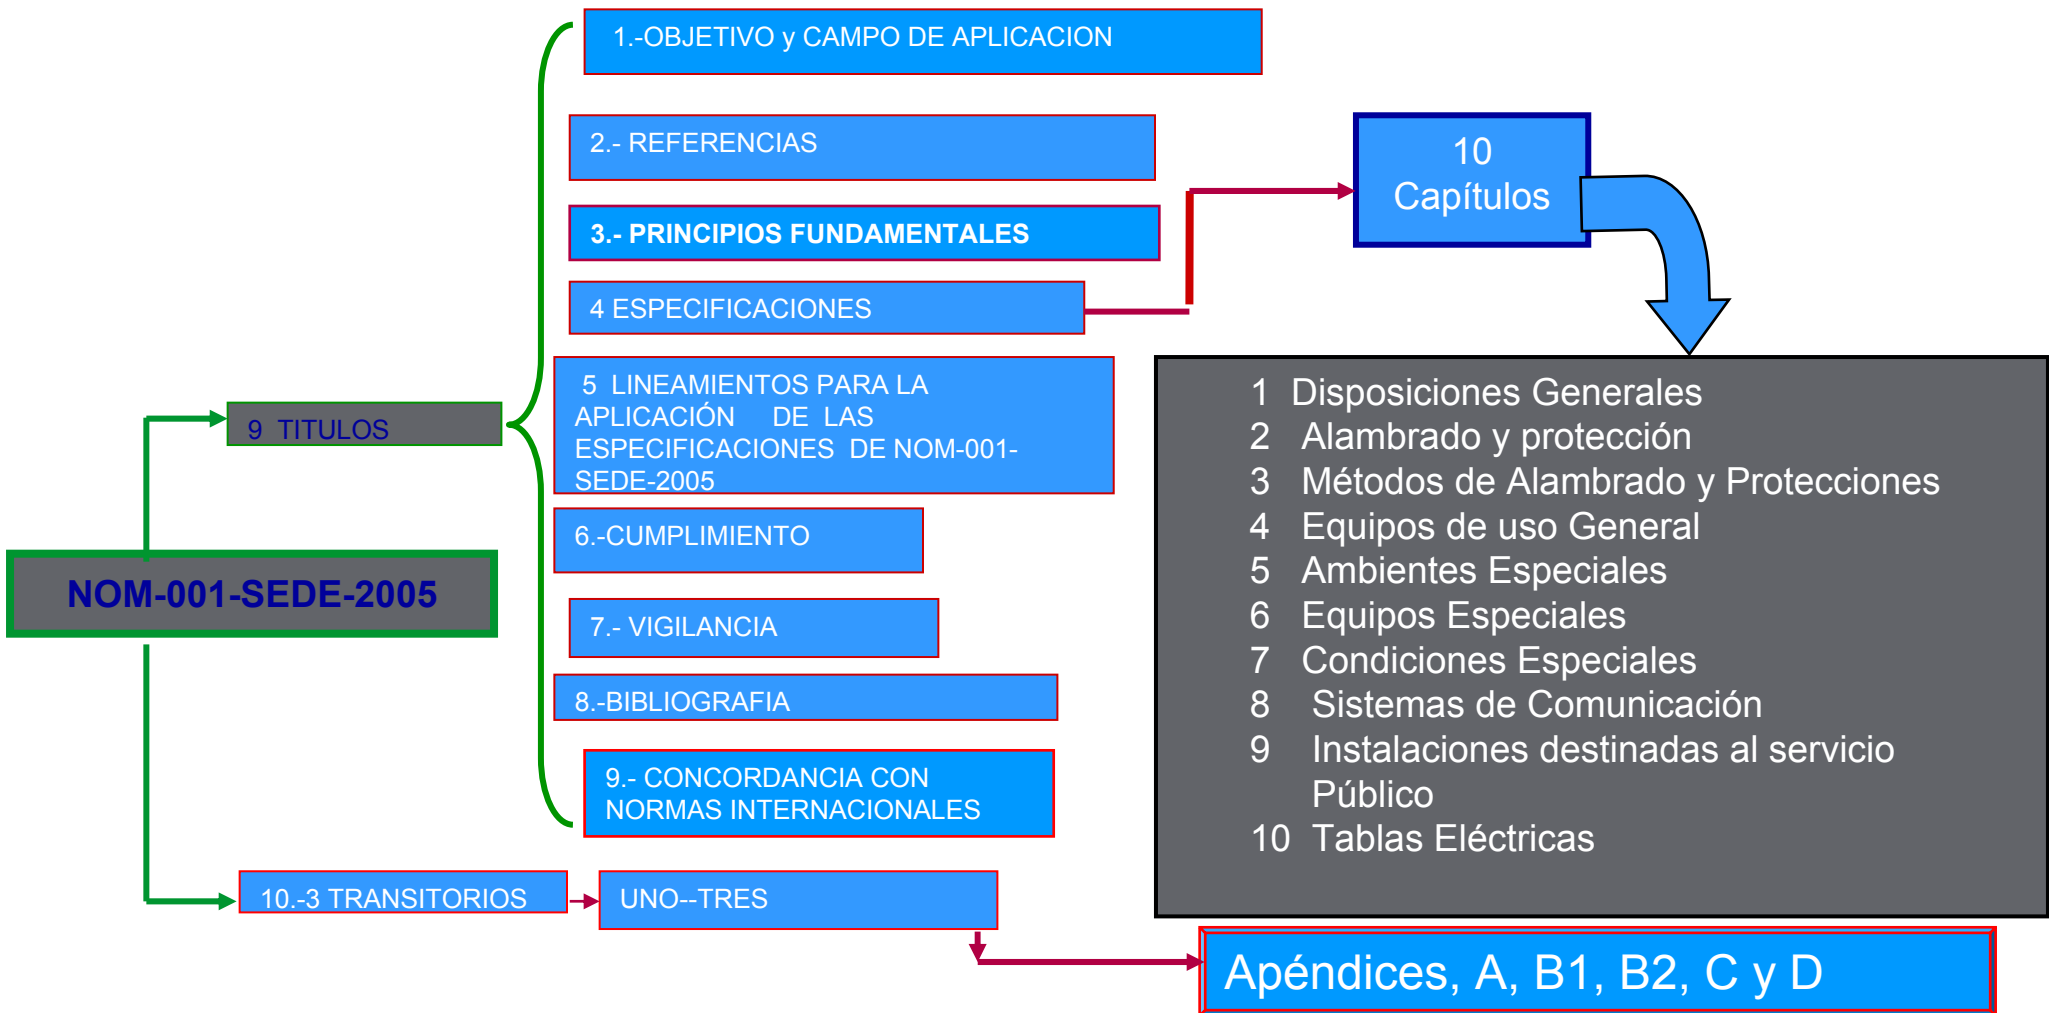 1.-OBJETIVO y CAMPO DE APLICACION
2.- REFERENCIAS
3.- PRINCIPIOS FUNDAMENTALES
4 ESPECIFICACIONES
5 LINEAMIENTOS PARA LA
APLICACIÓN DE LAS
ESPECIFICACIONES DE NOM-001-
SEDE-2005
6.-CUMPLIMIENTO
7.- VIGILANCIA
8.-BIBLIOGRAFIA
9.- CONCORDANCIA CON
NORMAS INTERNACIONALES
9 TITULOS
NOM-001-SEDE-2005
10.-3 TRANSITORIOS
UNO--TRES
10
Capítulos
1 Disposiciones Generales
2 Alambrado y protección
3 Métodos de Alambrado y Protecciones
4 Equipos de uso General
5 Ambientes Especiales
6 Equipos Especiales
7 Condiciones Especiales
8 Sistemas de Comunicación
9 Instalaciones destinadas al servicio
Público
10 Tablas Eléctricas
Apéndices, A, B1, B2, C y D